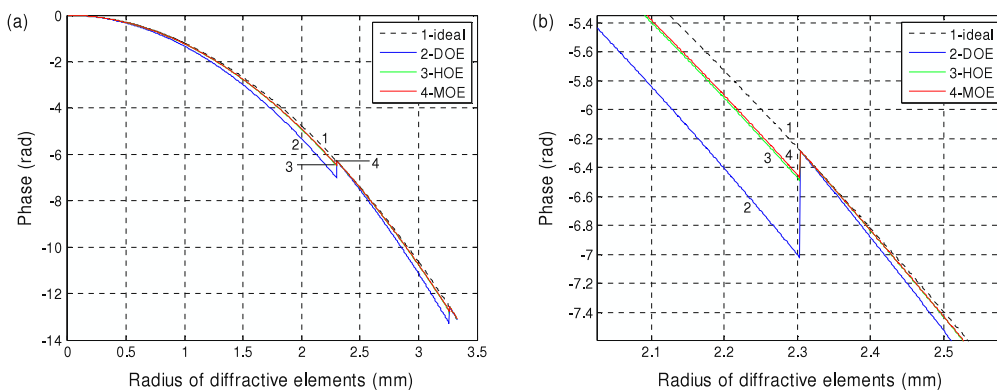 (a)
0
-2
-4
-6
-8
-10
-12
-14
Phase (rad)
0
0.5
1
1.5
2
2.5
3
3.5
Radius of diffractive elements (mm)
1-ideal
2-DOE
3-HOE
4-MOE
1
2
3
4
(b)
-5.4
-5.6
-5.8
-6
-6.2
-6.4
-6.6
-6.8
-7
-7.2
-7.4
Phase (rad)
2.1
2.2
2.3
2.4
2.5
Radius of diffractive elements (mm)
1-ideal
2-DOE
3-HOE
4-MOE
1
3
4
2